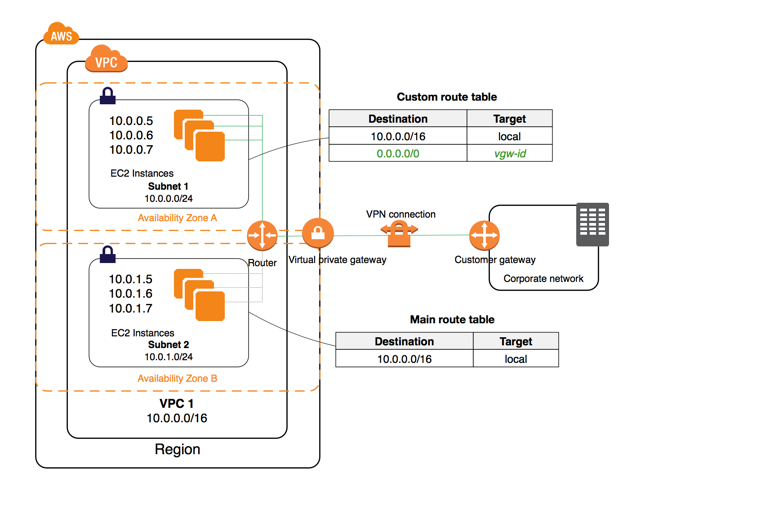 AWS
VPC
10.0.0.5
10.0.0.6
10.0.0.7
EC2 Instances
Subnet 1
10.0.0.0/24
Availability Zone A
Custom route table
Destination Target
10.0.0.0/16 local
0.0.0.0/0 vgw-id
VPN connection
Router
Virtual private gateway
Customer gateway
Corporate network
10.0.1.5
10.0.1.6
10.0.1.7
EC2 Instances
Subnet 2
10.0.1.0/24
Availability Zone B
Main route table
Destination Target
10.0.0.0/16 local
VPC 1
10.0.0.0/16
Region